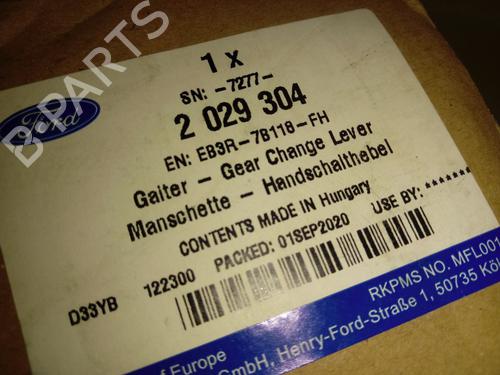 B-PARTS
Ford
1 X
SN: -7277-
2 029 304
EN: EB3R-7B118-FH
Gaiter - Gear Change Lever
Manschette - Handschalthebel
CONTENTS MADE IN Hungary
D33YB 122300 PACKED: 01SEP2020 USE BY: *******
RKPMS NO. MFL001
of Europe
GmbH, Henry-Ford-Straße 1, 50735 Köl